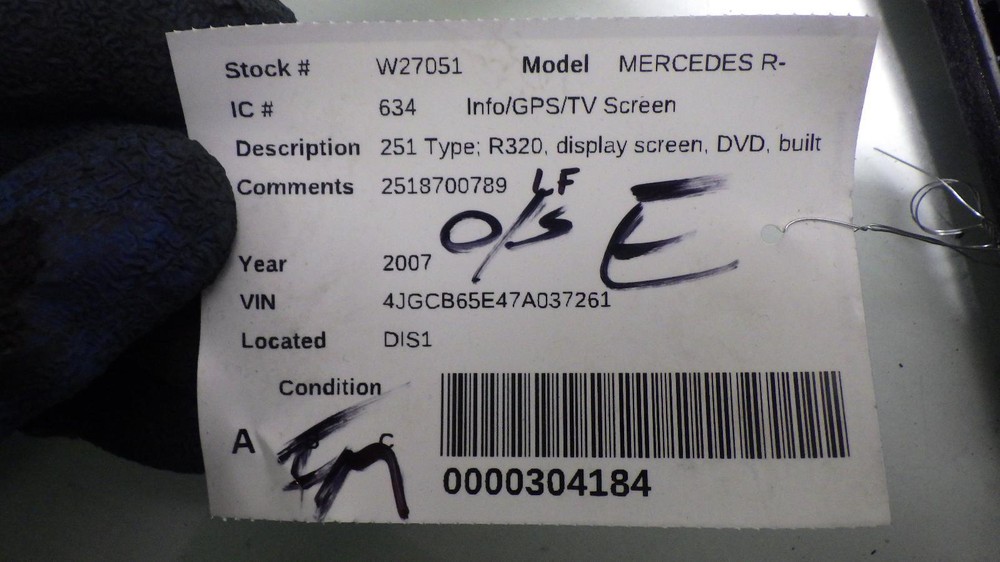 Stock # W27051 Model MERCEDES R-
IC # 634 Info/GPS/TV Screen
Description 251 Type; R320, display screen, DVD, built
Comments 2518700789 LF
O/S E
Year 2007
VIN 4JGCB65E47A037261
Located DIS1
Condition
A C
0000304184